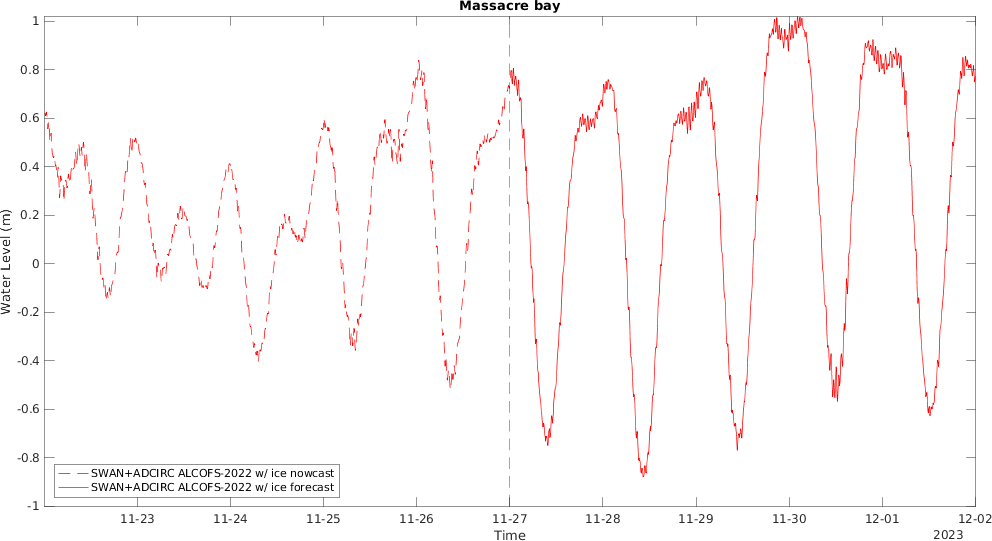 Massacre bay
Water Level (m)
1
0.8
0.6
0.4
0.2
0
-0.2
-0.4
-0.6
-0.8
-1
SWAN+ADCIRC ALCOFS-2022 w/ ice nowcast
SWAN+ADCIRC ALCOFS-2022 w/ ice forecast
11-23 11-24 11-25 11-26 11-27 11-28 11-29 11-30 12-01 12-02
Time
2023